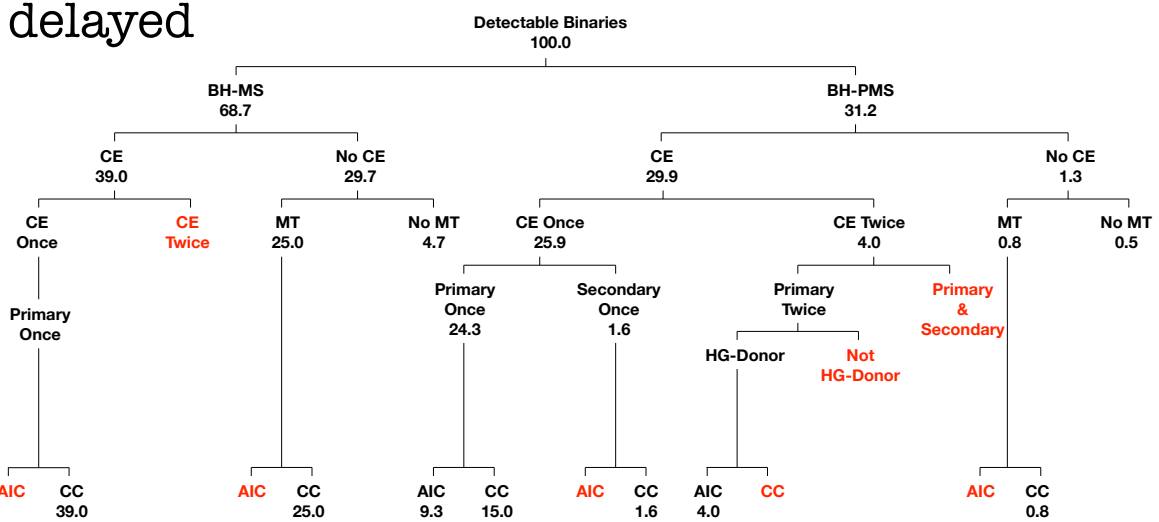 delayed
Detectable Binaries
100.0
BH-MS
68.7
BH-PMS
31.2
CE
39.0
No CE
29.7
CE
29.9
No CE
1.3
CE
Once
CE
Twice
MT
25.0
No MT
4.7
CE Once
25.9
CE Twice
4.0
MT
0.8
No MT
0.5
Primary
Once
Primary
Once
24.3
Secondary
Once
1.6
Primary
Twice
Primary
&
Secondary
HG-Donor
Not
HG-Donor
AIC
CC
39.0
AIC
CC
25.0
AIC
9.3
CC
15.0
AIC
CC
1.6
AIC
4.0
CC
AIC
CC
0.8